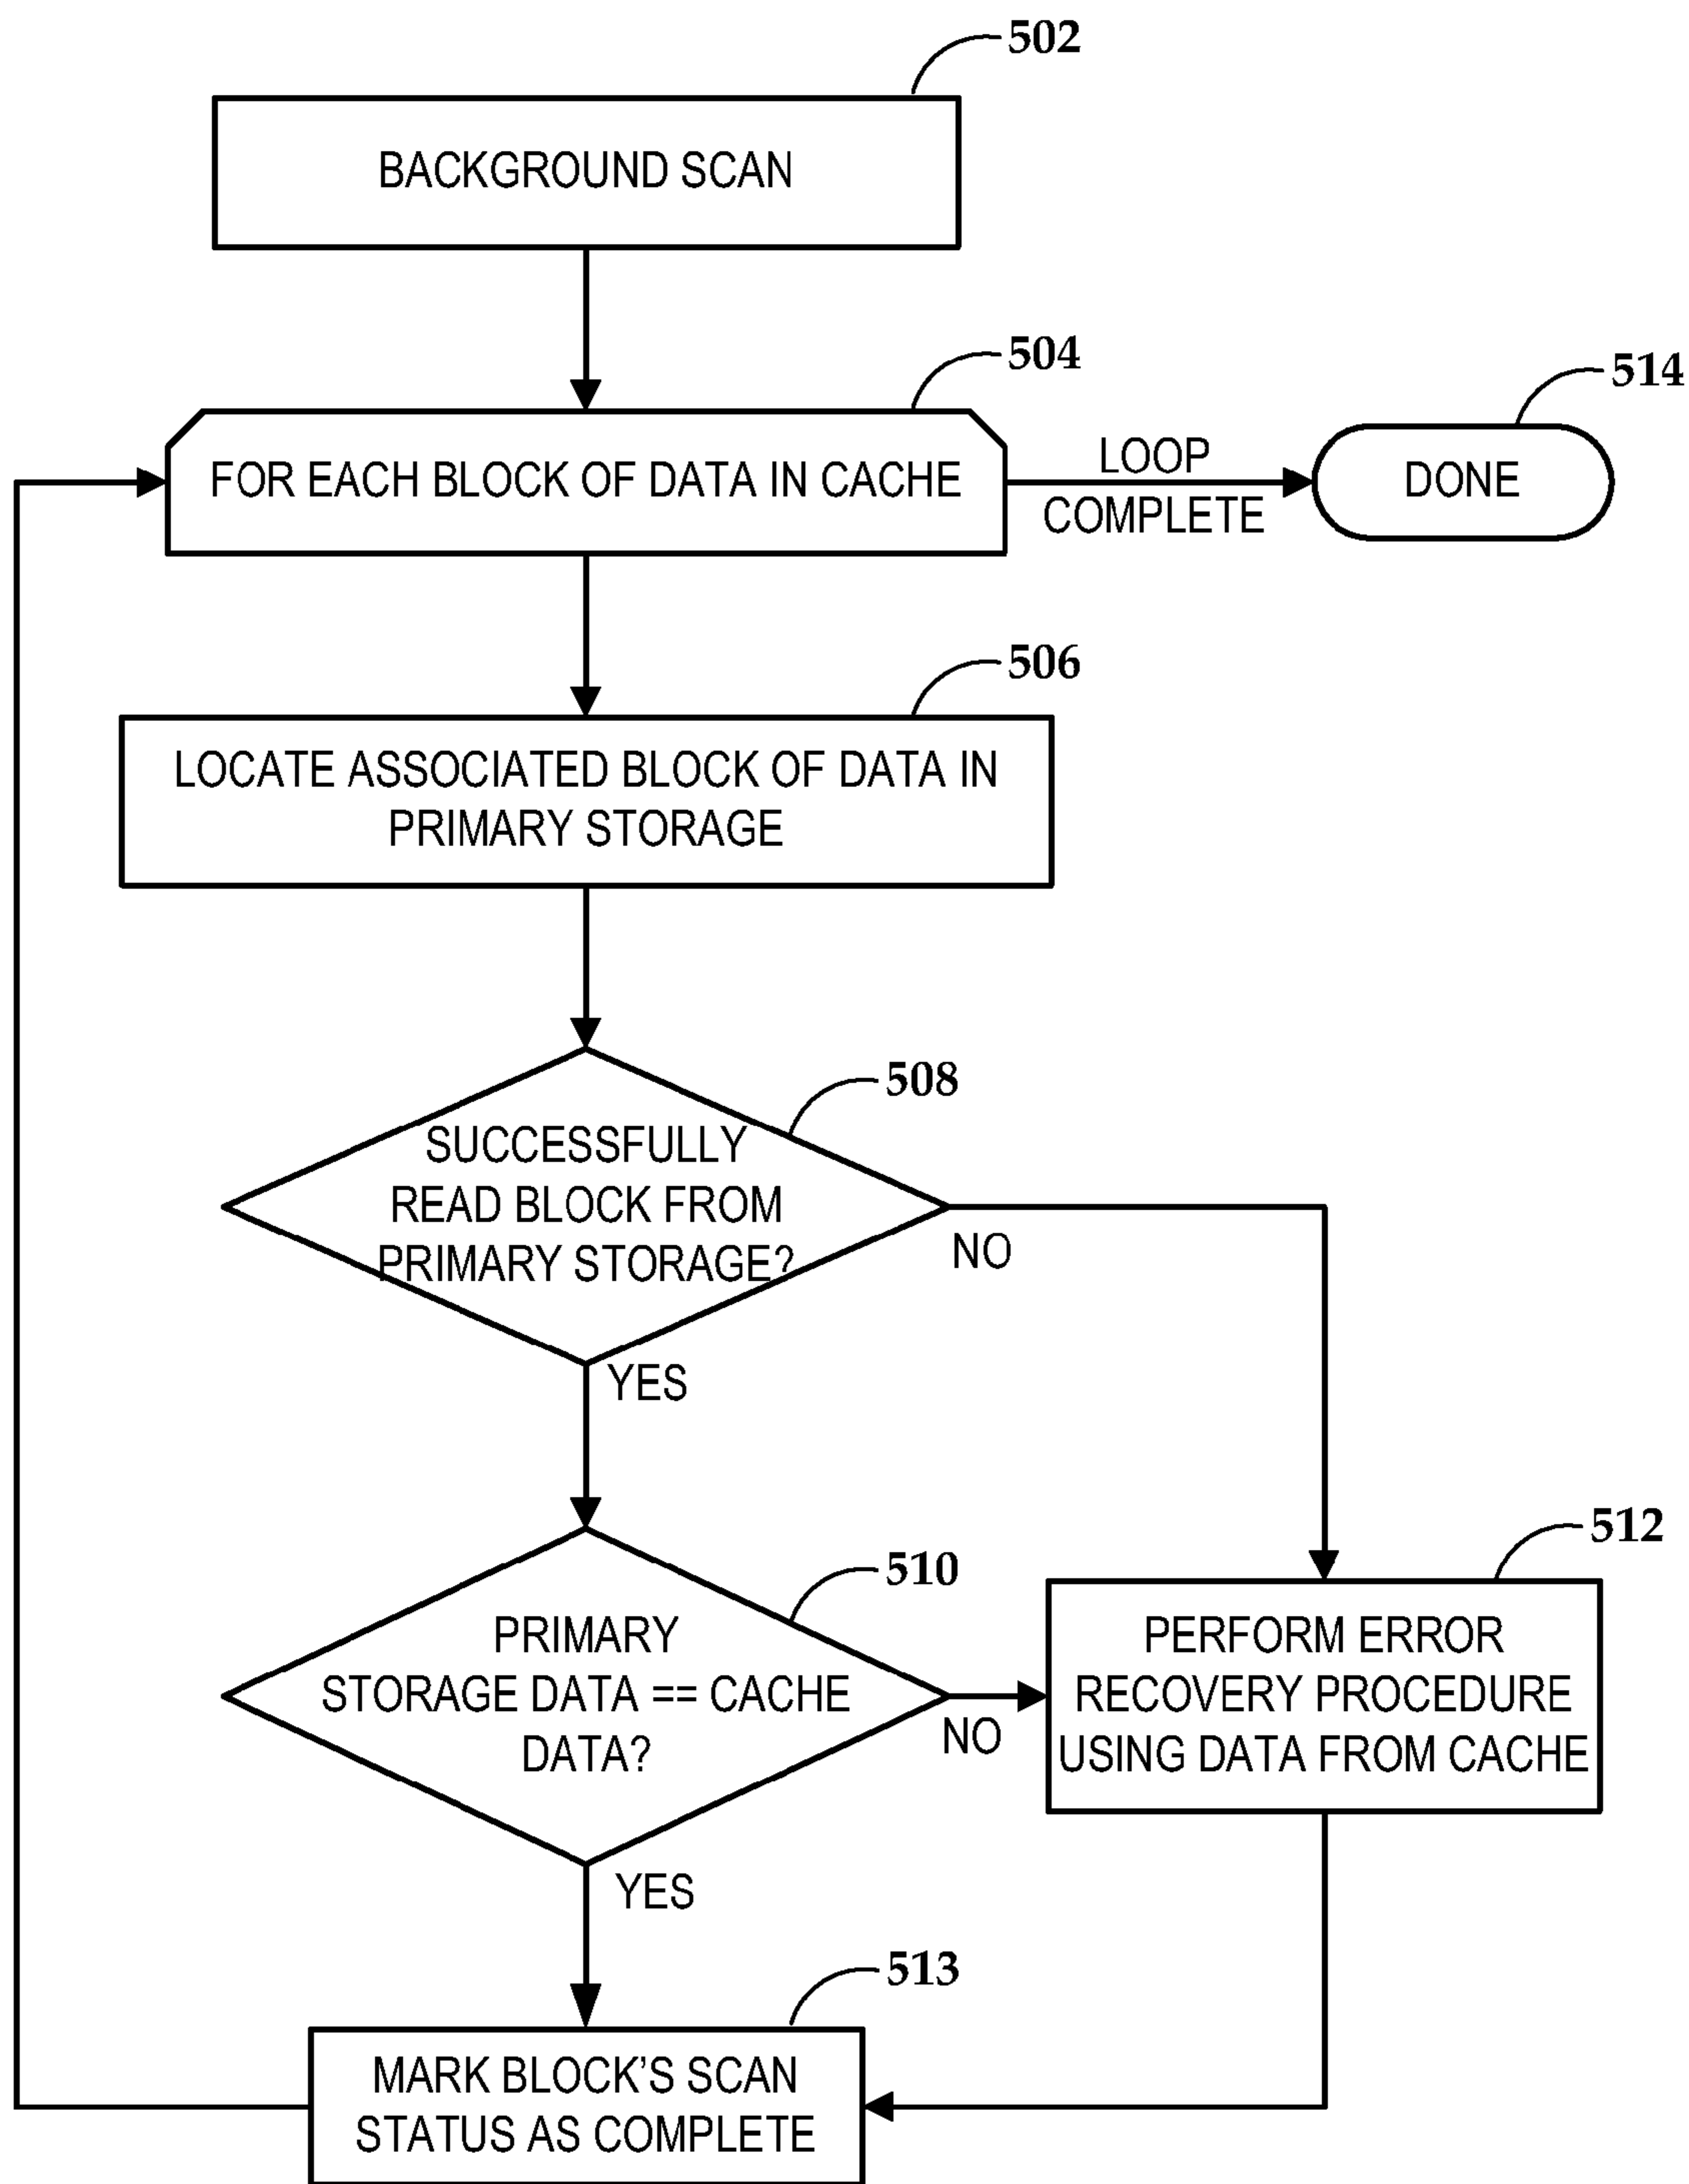 502
BACKGROUND SCAN
504
514
FOR EACH BLOCK OF DATA IN CACHE
LOOP
COMPLETE
DONE
506
LOCATE ASSOCIATED BLOCK OF DATA IN
PRIMARY STORAGE
508
SUCCESSFULLY
READ BLOCK FROM
PRIMARY STORAGE?
NO
YES
510
512
PRIMARY
STORAGE DATA == CACHE
DATA?
NO
PERFORM ERROR
RECOVERY PROCEDURE
USING DATA FROM CACHE
YES
513
MARK BLOCK'S SCAN
STATUS AS COMPLETE